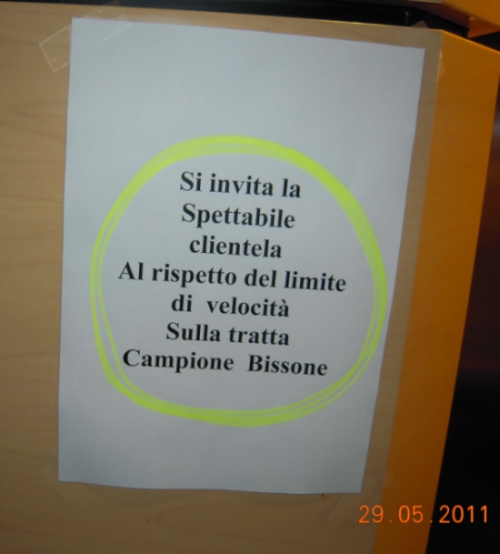 Si invita la
Spettabile
clientela
Al rispetto del limite
di velocità
Sulla tratta
Campione Bissone
29.05.2011